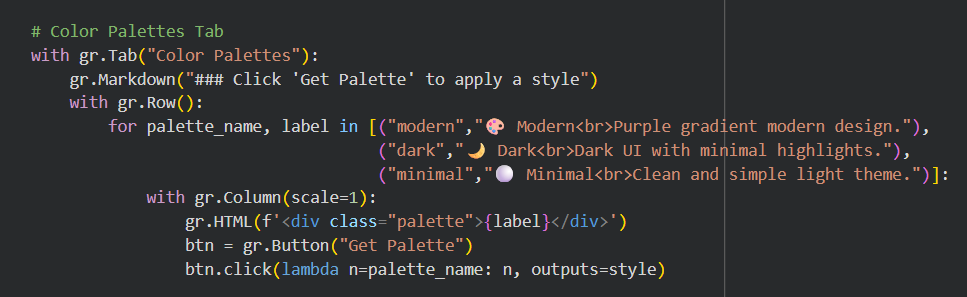 # Color Palettes Tab
with gr.Tab("Color Palettes"):
    gr.Markdown("### Click 'Get Palette' to apply a style")
    with gr.Row():
        for palette_name, label in [("modern","🎨 Modern<br>Purple gradient modern design."),
                                    ("dark","🌙 Dark<br>Dark UI with minimal highlights."),
                                    ("minimal","⚪ Minimal<br>Clean and simple light theme.")]:
            with gr.Column(scale=1):
                gr.HTML(f'<div class="palette">{label}</div>')
                btn = gr.Button("Get Palette")
                btn.click(lambda n=palette_name: n, outputs=style)